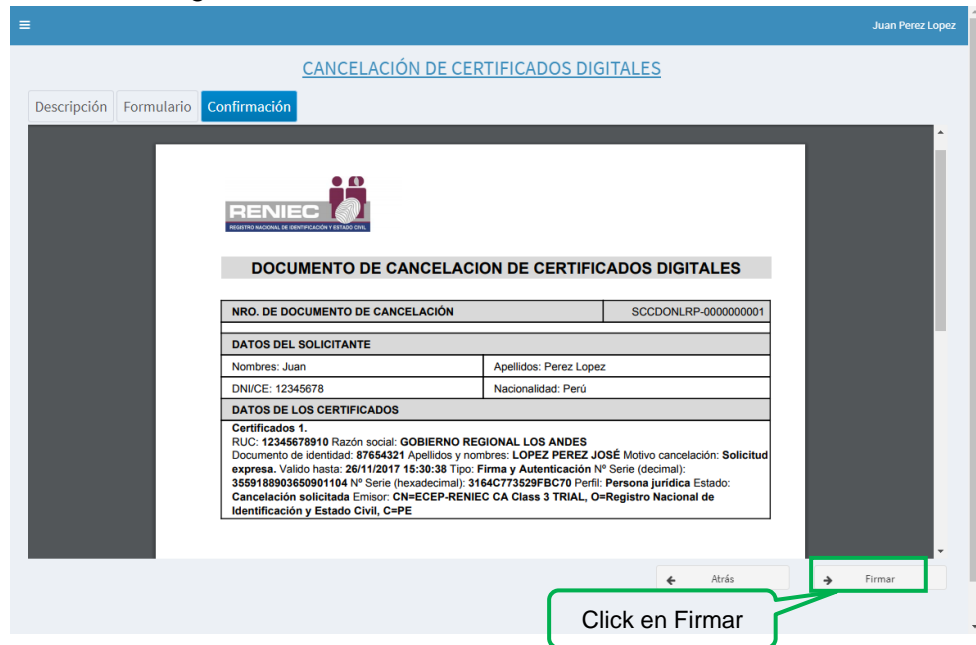 Juan Perez Lopez
CANCELACIÓN DE CERTIFICADOS DIGITALES
Descripción Formulario Confirmación
RENIEC
REGISTRO NACIONAL DE IDENTIFICACIÓN Y ESTADO CIVIL
DOCUMENTO DE CANCELACION DE CERTIFICADOS DIGITALES
NRO. DE DOCUMENTO DE CANCELACIÓN SCCDONLRP-0000000001
DATOS DEL SOLICITANTE
Nombres: Juan Apellidos: Perez Lopez
DNI/CE: 12345678 Nacionalidad: Perú
DATOS DE LOS CERTIFICADOS
Certificados 1.
RUC: 12345678910 Razón social: GOBIERNO REGIONAL LOS ANDES
Documento de identidad: 87654321 Apellidos y nombres: LOPEZ PEREZ JOSÉ Motivo cancelación: Solicitud
expresa. Valido hasta: 26/11/2017 15:30:38 Tipo: Firma y Autenticación Nº Serie (decimal):
3559188903650901104 Nº Serie (hexadecimal): 3164C773529FBC70 Perfil: Persona jurídica Estado:
Cancelación solicitada Emisor: CN=ECEP-RENIEC CA Class 3 TRIAL, O=Registro Nacional de
Identificación y Estado Civil, C=PE
Atrás Firmar
Click en Firmar